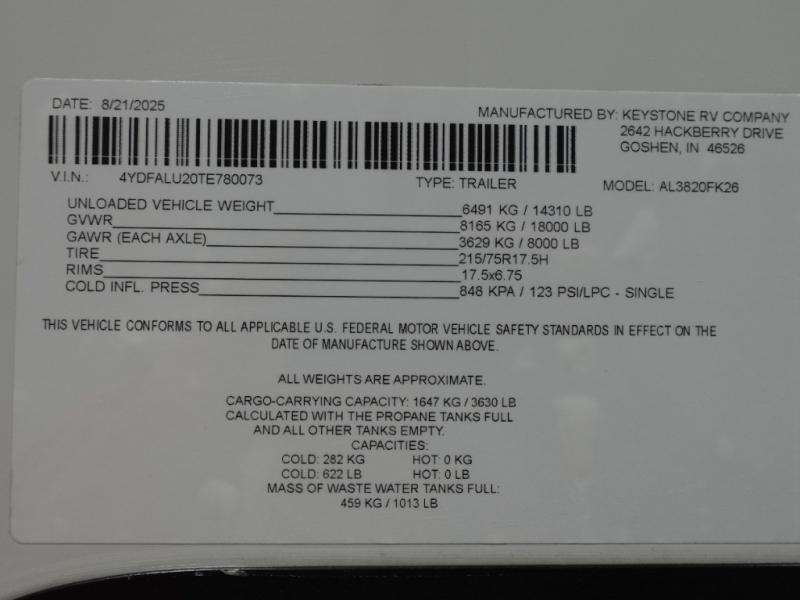 DATE: 8/21/2025
MANUFACTURED BY: KEYSTONE RV COMPANY
2642 HACKBERRY DRIVE
GOSHEN, IN 46526
V.I.N.: 4YDFALU20TE780073 TYPE: TRAILER MODEL: AL3820FK26
UNLOADED VEHICLE WEIGHT 6491 KG / 14310 LB
GVWR 8165 KG / 18000 LB
GAWR (EACH AXLE) 3629 KG / 8000 LB
TIRE 215/75R17.5H
RIMS 17.5x6.75
COLD INFL. PRESS 848 KPA / 123 PSI/LPC - SINGLE
THIS VEHICLE CONFORMS TO ALL APPLICABLE U.S. FEDERAL MOTOR VEHICLE SAFETY STANDARDS IN EFFECT ON THE
DATE OF MANUFACTURE SHOWN ABOVE.
ALL WEIGHTS ARE APPROXIMATE.
CARGO-CARRYING CAPACITY: 1647 KG / 3630 LB
CALCULATED WITH THE PROPANE TANKS FULL
AND ALL OTHER TANKS EMPTY.
CAPACITIES:
COLD: 282 KG HOT: 0 KG
COLD: 622 LB HOT: 0 LB
MASS OF WASTE WATER TANKS FULL:
459 KG / 1013 LB